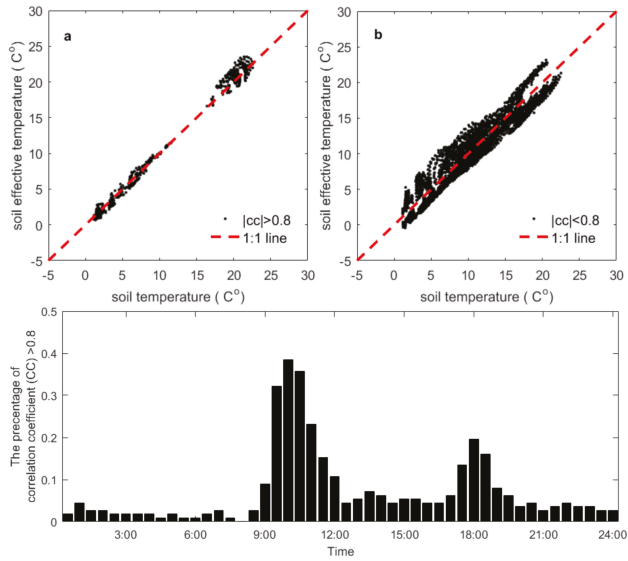 a
soil effective temperature ( C°)
30
25
20
15
10
5
0
-5
|cc|>0.8
1:1 line
-5 0 5 10 15 20 25 30
soil temperature ( C°)
b
soil effective temperature ( C°)
30
25
20
15
10
5
0
-5
|cc|<0.8
1:1 line
-5 0 5 10 15 20 25 30
soil temperature ( C°)
The precentage of
correlation coefficient (CC) >0.8
0.5
0.4
0.3
0.2
0.1
0
3:00 6:00 9:00 12:00 15:00 18:00 21:00 24:00
Time